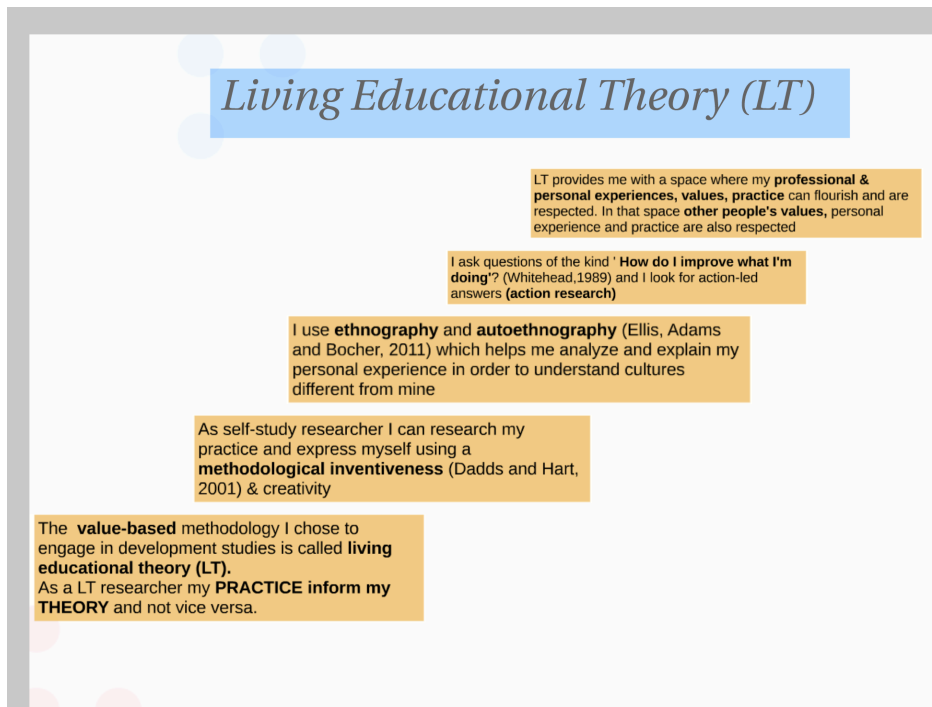 Living Educational Theory (LT)
LT provides me with a space where my professional &
personal experiences, values, practice can flourish and are
respected. In that space other people's values, personal
experience and practice are also respected
I ask questions of the kind ' How do I improve what I'm
doing'? (Whitehead,1989) and I look for action-led
answers (action research)
I use ethnography and autoethnography (Ellis, Adams
and Bocher, 2011) which helps me analyze and explain my
personal experience in order to understand cultures
different from mine
As self-study researcher I can research my
practice and express myself using a
methodological inventiveness (Dadds and Hart,
2001) & creativity
The value-based methodology I chose to
engage in development studies is called living
educational theory (LT).
As a LT researcher my PRACTICE inform my
THEORY and not vice versa.